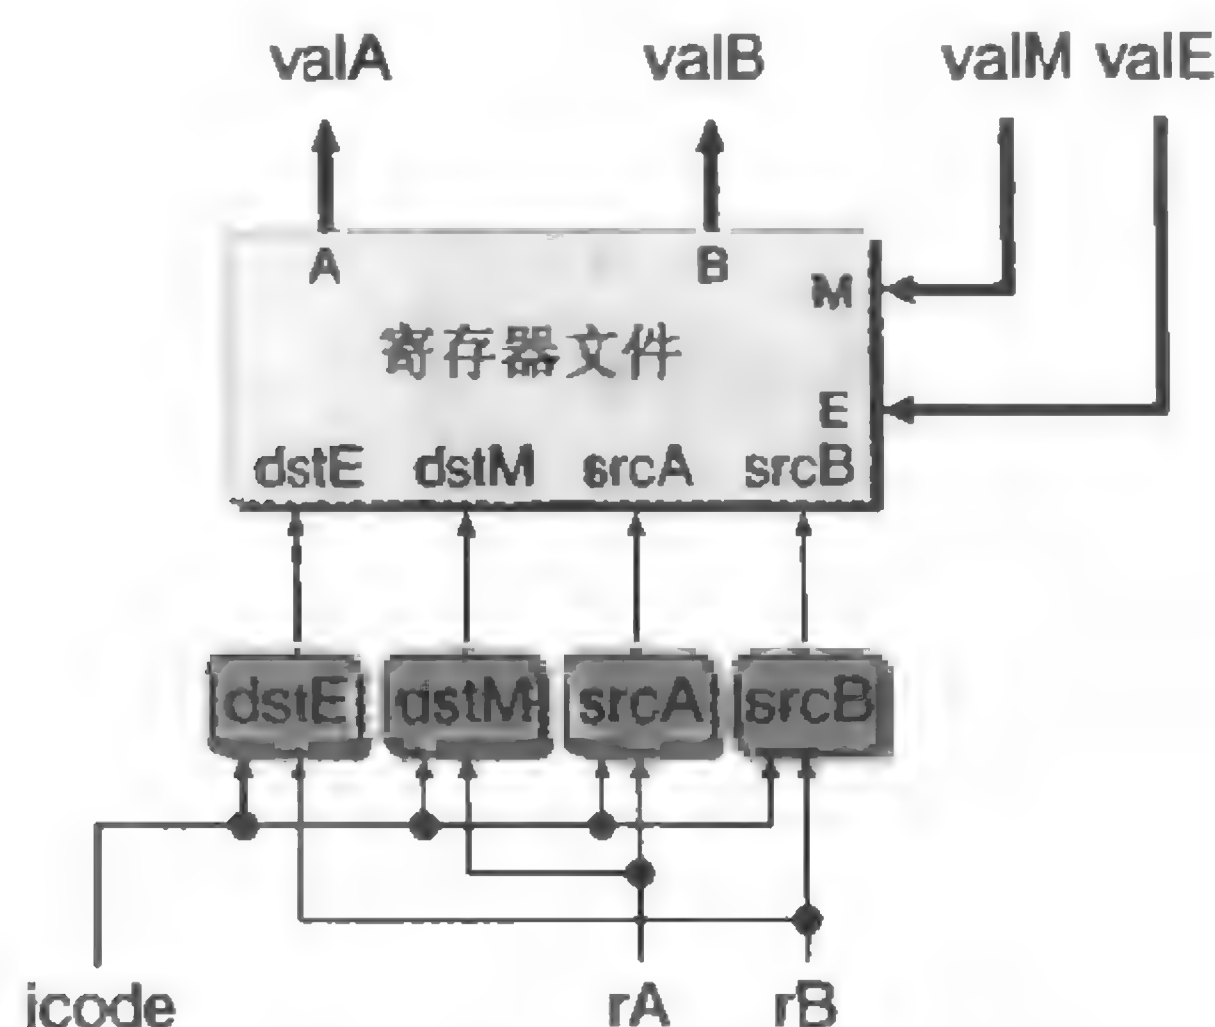 valA valB valM valE
A B
M
寄存器文件
E
dstE dstM srcA srcB
dstE dstM srcA srcB
icode rA rB